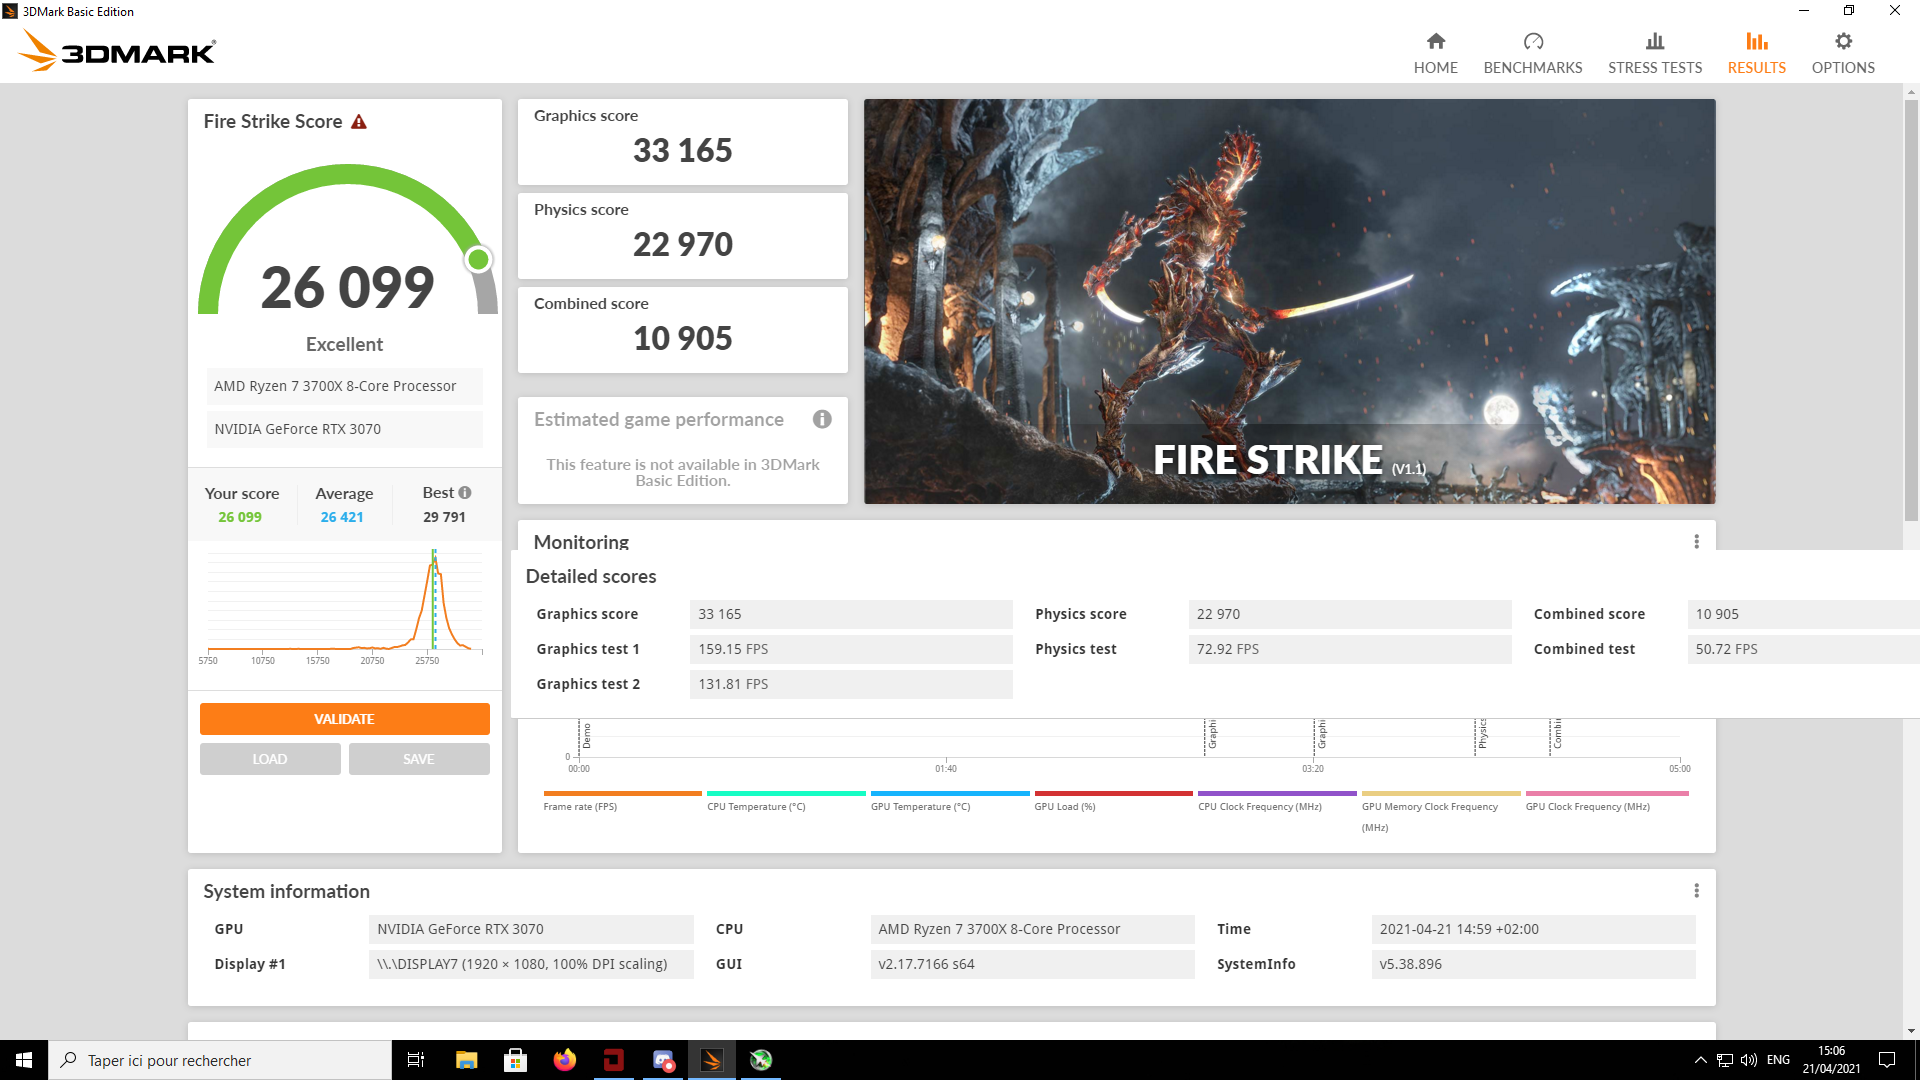 3DMark Basic Edition
3DMARK
HOME
BENCHMARKS
STRESS TESTS
RESULTS
OPTIONS
Fire Strike Score
26 099
Excellent
AMD Ryzen 7 3700X 8-Core Processor
NVIDIA GeForce RTX 3070
Your score
26 099
Average
26 421
Best
29 791
5750 10750 15750 20750 25750
VALIDATE
LOAD
SAVE
Graphics score
33 165
Physics score
22 970
Combined score
10 905
Estimated game performance
This feature is not available in 3DMark
Basic Edition.
FIRE STRIKE (V1.1)
Monitoring
Detailed scores
Graphics score 33 165
Physics score 22 970
Combined score 10 905
Graphics test 1 159.15 FPS
Physics test 72.92 FPS
Combined test 50.72 FPS
Graphics test 2 131.81 FPS
Demo
Graphi
Graphi
Physics
Combin
0
00:00 01:40 03:20 05:00
Frame rate (FPS)
CPU Temperature (°C)
GPU Temperature (°C)
GPU Load (%)
CPU Clock Frequency (MHz)
GPU Memory Clock Frequency
(MHz)
GPU Clock Frequency (MHz)
System information
GPU NVIDIA GeForce RTX 3070
CPU AMD Ryzen 7 3700X 8-Core Processor
Time 2021-04-21 14:59 +02:00
Display #1 \\.\DISPLAY7 (1920 × 1080, 100% DPI scaling)
GUI v2.17.7166 s64
SystemInfo v5.38.896
Taper ici pour rechercher
ENG
15:06
21/04/2021